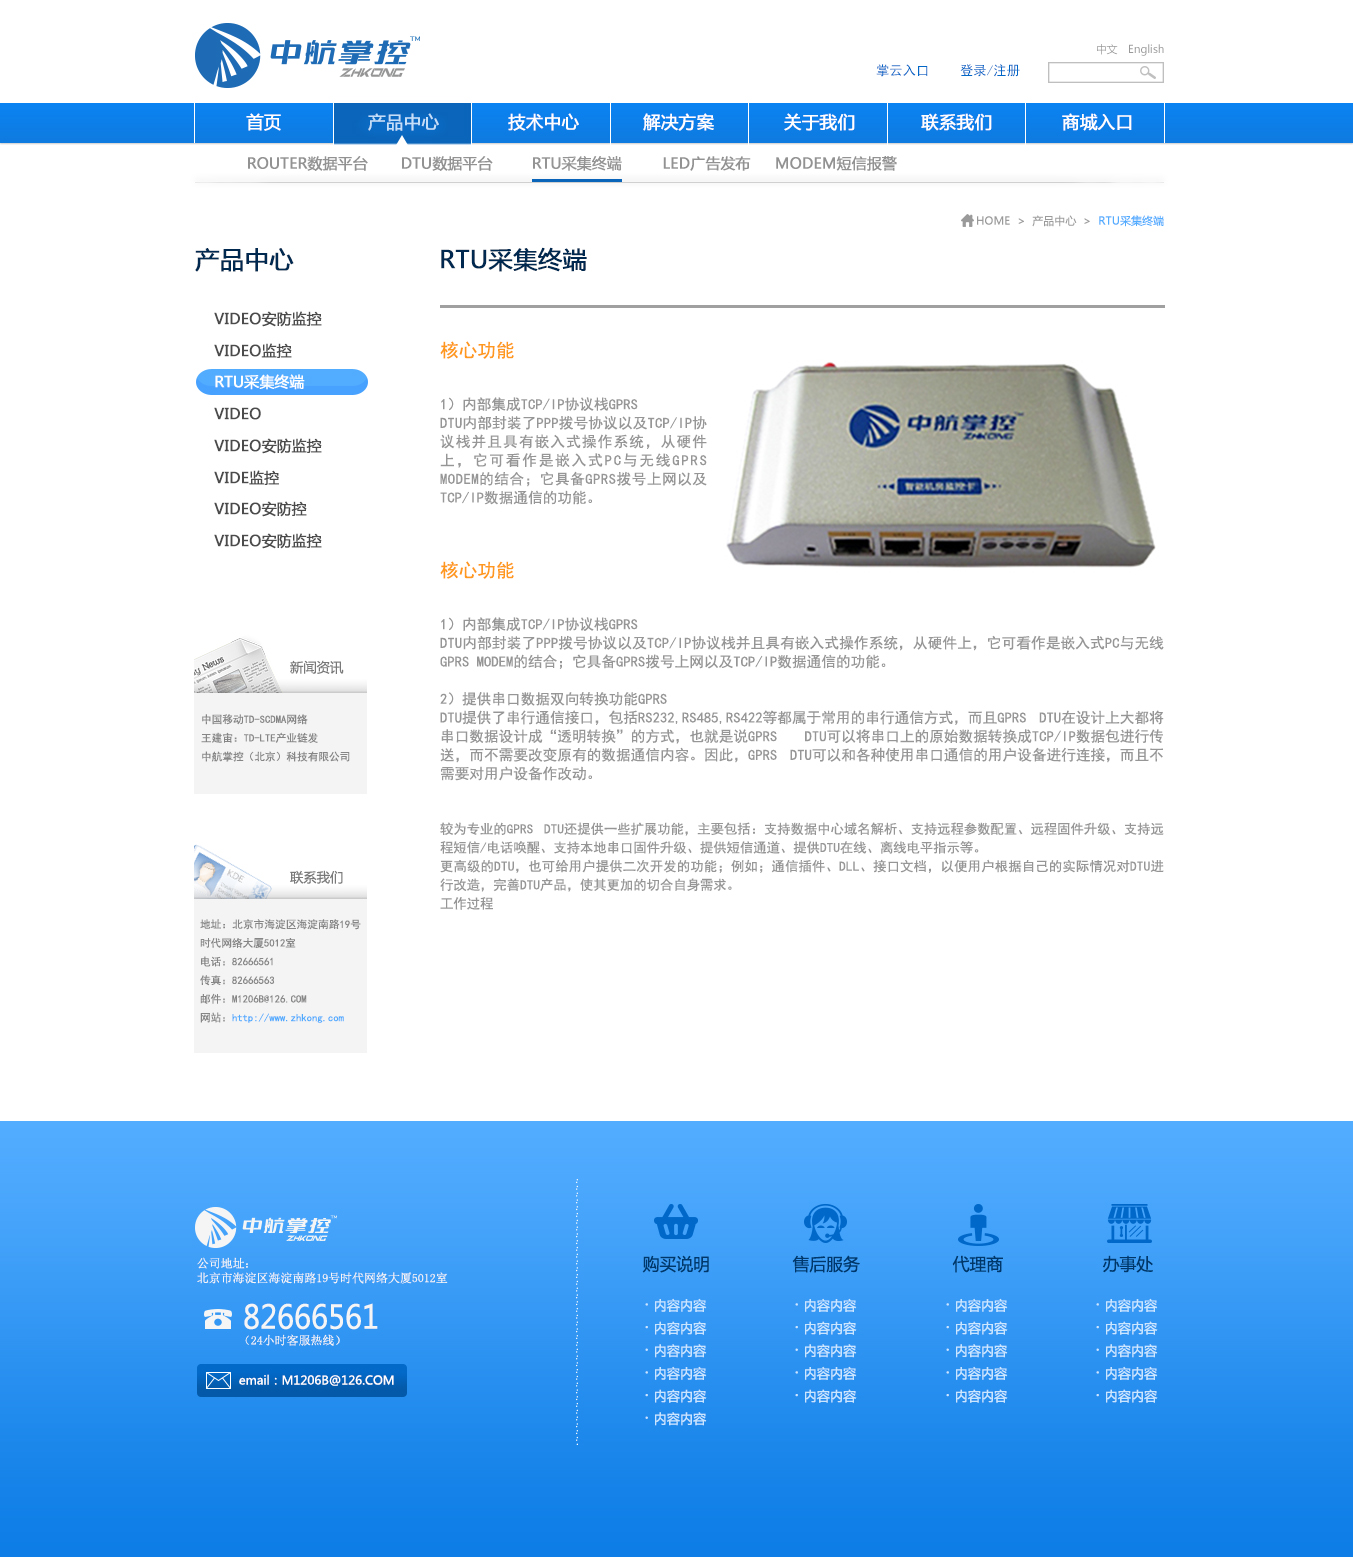 中航掌控™
ZHKONG
中文 English
掌云入口 登录/注册
首页 产品中心 技术中心 解决方案 关于我们 联系我们 商城入口
ROUTER数据平台 DTU数据平台 RTU采集终端 LED广告发布 MODEM短信报警
HOME > 产品中心 > RTU采集终端
产品中心
VIDEO安防监控
VIDEO监控
RTU采集终端
VIDEO
VIDEO安防监控
VIDE监控
VIDEO安防控
VIDEO安防监控
RTU采集终端
核心功能
1）内部集成TCP/IP协议栈GPRS
DTU内部封装了PPP拨号协议以及TCP/IP协
议栈并且具有嵌入式操作系统，从硬件
上，它可看作是嵌入式PC与无线GPRS
MODEM的结合；它具备GPRS拨号上网以及
TCP/IP数据通信的功能。
中航掌控™
ZHKONG
智能机房监控卡
核心功能
1）内部集成TCP/IP协议栈GPRS
DTU内部封装了PPP拨号协议以及TCP/IP协议栈并且具有嵌入式操作系统，从硬件上，它可看作是嵌入式PC与无线
GPRS MODEM的结合；它具备GPRS拨号上网以及TCP/IP数据通信的功能。
2）提供串口数据双向转换功能GPRS
DTU提供了串行通信接口，包括RS232,RS485,RS422等都属于常用的串行通信方式，而且GPRS DTU在设计上大都将
串口数据设计成“透明转换”的方式，也就是说GPRS DTU可以将串口上的原始数据转换成TCP/IP数据包进行传
送，而不需要改变原有的数据通信内容。因此，GPRS DTU可以和各种使用串口通信的用户设备进行连接，而且不
需要对用户设备作改动。
较为专业的GPRS DTU还提供一些扩展功能，主要包括：支持数据中心域名解析、支持远程参数配置、远程固件升级、支持远
程短信/电话唤醒、支持本地串口固件升级、提供短信通道、提供DTU在线、离线电平指示等。
更高级的DTU，也可给用户提供二次开发的功能；例如；通信插件、DLL、接口文档，以便用户根据自己的实际情况对DTU进
行改造，完善DTU产品，使其更加的切合自身需求。
工作过程
News
新闻资讯
中国移动TD-SCDMA网络
王建宙：TD-LTE产业链发
中航掌控（北京）科技有限公司
KDE
联系我们
地址：北京市海淀区海淀南路19号
时代网络大厦5012室
电话：82666561
传真：82666563
邮件：M1206B@126.COM
网站：http://www.zhkong.com
中航掌控™
ZHKONG
公司地址：
北京市海淀区海淀南路19号时代网络大厦5012室
82666561
（24小时客服热线）
email：M1206B@126.COM
购买说明 售后服务 代理商 办事处
· 内容内容 · 内容内容 · 内容内容 · 内容内容
· 内容内容 · 内容内容 · 内容内容 · 内容内容
· 内容内容 · 内容内容 · 内容内容 · 内容内容
· 内容内容 · 内容内容 · 内容内容 · 内容内容
· 内容内容 · 内容内容 · 内容内容 · 内容内容
· 内容内容